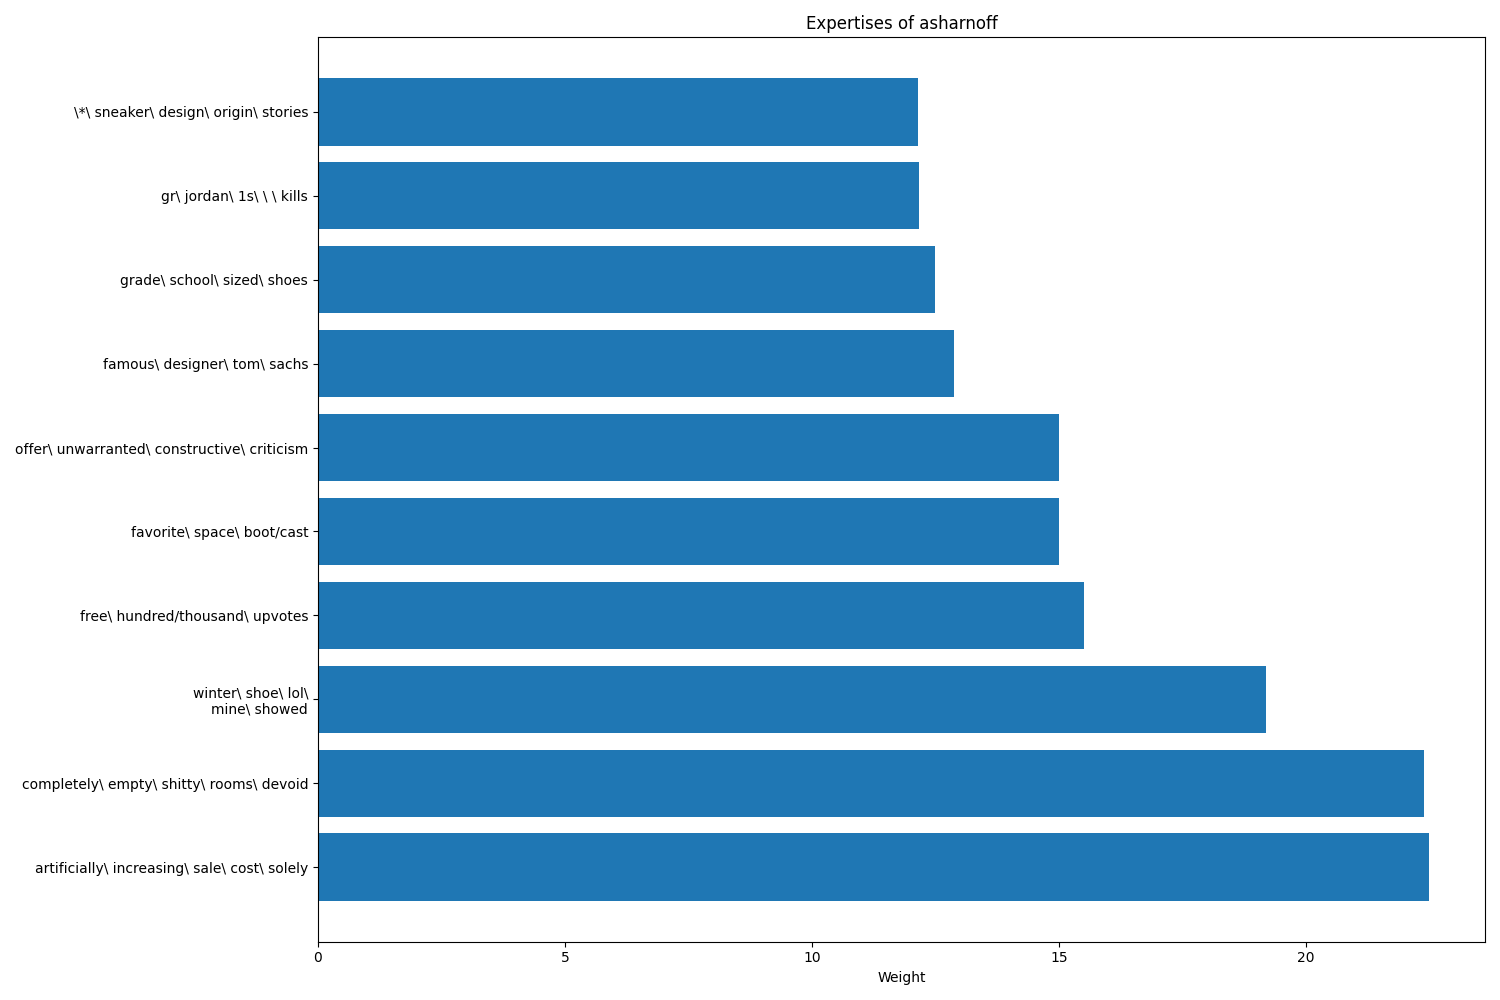 Expertises of asharnoff
\*\ sneaker\ design\ origin\ stories
gr\ jordan\ 1s\ \ \ kills
grade\ school\ sized\ shoes
famous\ designer\ tom\ sachs
offer\ unwarranted\ constructive\ criticism
favorite\ space\ boot/cast
free\ hundred/thousand\ upvotes
winter\ shoe\ lol\
mine\ showed
completely\ empty\ shitty\ rooms\ devoid
artificially\ increasing\ sale\ cost\ solely
0 5 10 15 20
Weight